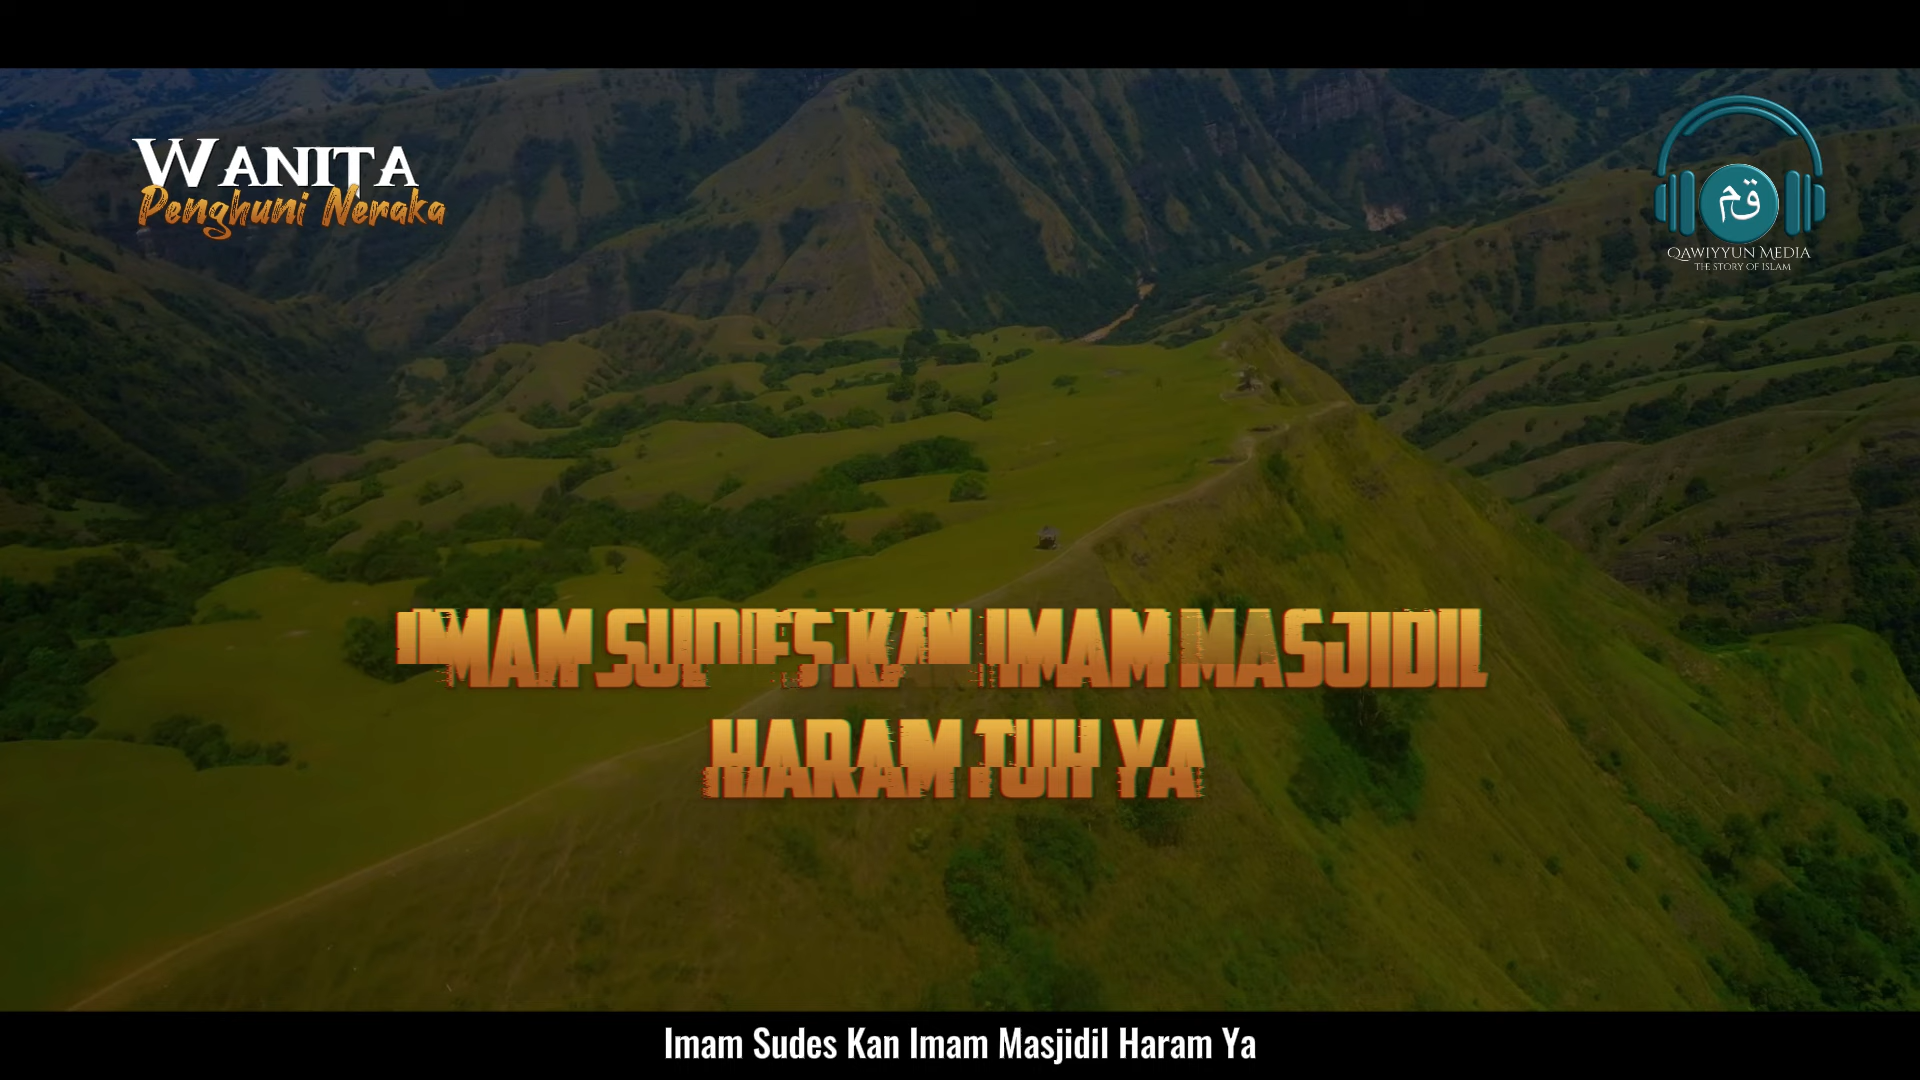 WANITA
Penghuni Neraka
قم
QAWIYYUN MEDIA
THE STORY OF ISLAM
IMAM SUDES KAN IMAM MASJIDIL
HARAM TUH YA
Imam Sudes Kan Imam Masjidil Haram Ya